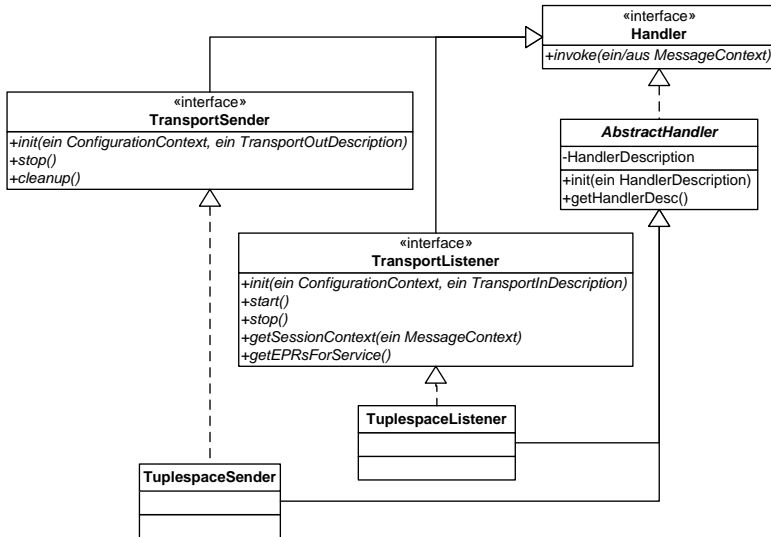 «interface»
Handler
+invoke(ein/aus MessageContext)
«interface»
TransportSender
+init(ein ConfigurationContext, ein TransportOutDescription)
+stop()
+cleanup()
AbstractHandler
-HandlerDescription
+init(ein HandlerDescription)
+getHandlerDesc()
«interface»
TransportListener
+init(ein ConfigurationContext, ein TransportInDescription)
+start()
+stop()
+getSessionContext(ein MessageContext)
+getEPRsForService()
TuplespaceListener
TuplespaceSender